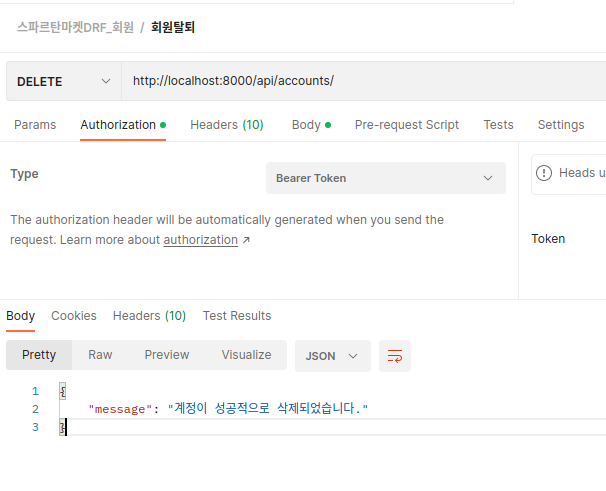 스파르탄마켓DRF_회원 / 회원탈퇴
DELETE http://localhost:8000/api/accounts/
Params Authorization Headers (10) Body Pre-request Script Tests Settings
Type Bearer Token
Heads u
The authorization header will be automatically generated when you send the
request. Learn more about authorization ↗
Token
Body Cookies Headers (10) Test Results
Pretty Raw Preview Visualize JSON
1 {
2 "message": "계정이 성공적으로 삭제되었습니다."
3 }